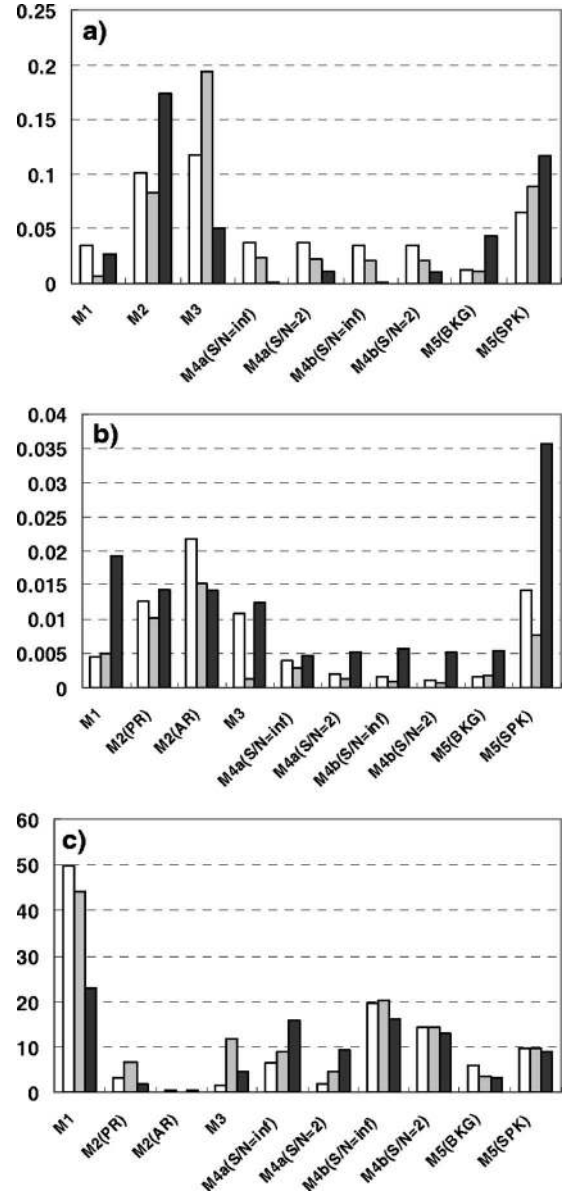 a)
0.25
0.2
0.15
0.1
0.05
0
M1
M2
M3
M4a(S/N=inf)
M4a(S/N=2)
M4b(S/N=inf)
M4b(S/N=2)
M5(BKG)
M5(SPK)
b)
0.04
0.035
0.03
0.025
0.02
0.015
0.01
0.005
0
M1
M2(PR)
M2(AR)
M3
M4a(S/N=inf)
M4a(S/N=2)
M4b(S/N=inf)
M4b(S/N=2)
M5(BKG)
M5(SPK)
c)
60
50
40
30
20
10
0
M1
M2(PR)
M2(AR)
M3
M4a(S/N=inf)
M4a(S/N=2)
M4b(S/N=inf)
M4b(S/N=2)
M5(BKG)
M5(SPK)